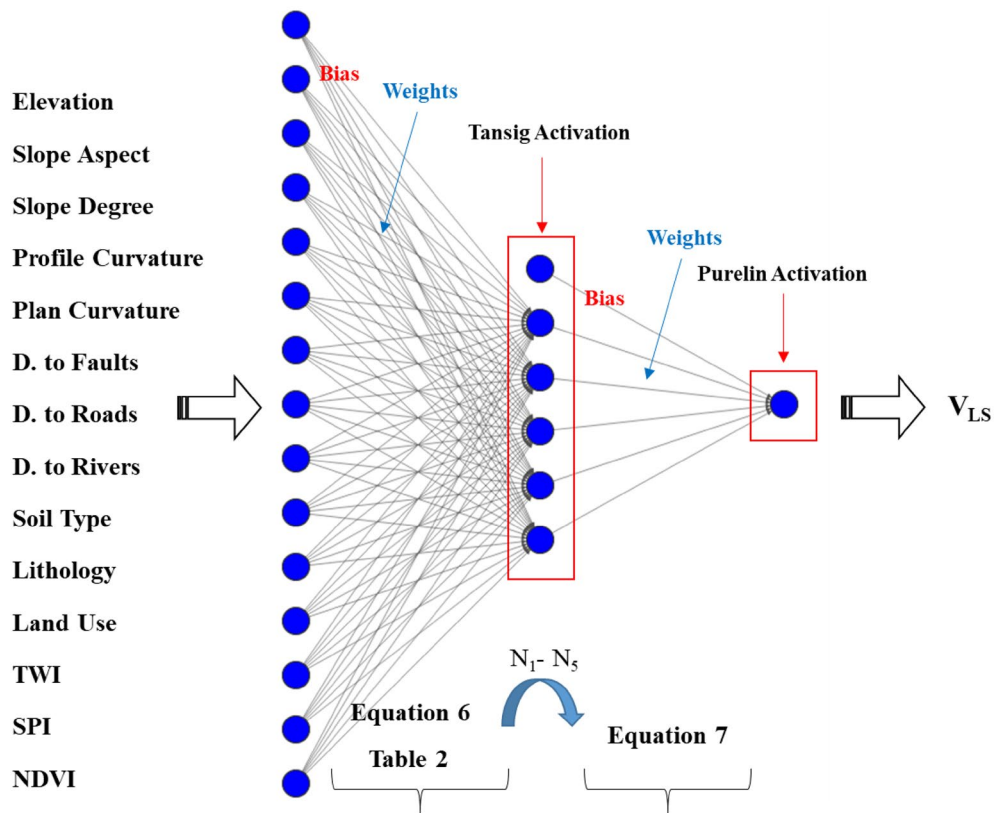 Bias
Weights
Elevation
Tansig Activation
Slope Aspect
Slope Degree
Weights
Profile Curvature
Purelin Activation
Bias
Plan Curvature
D. to Faults
D. to Roads
V_LS
D. to Rivers
Soil Type
Lithology
Land Use
N₁- N₅
TWI
Equation 6
SPI
Equation 7
Table 2
NDVI